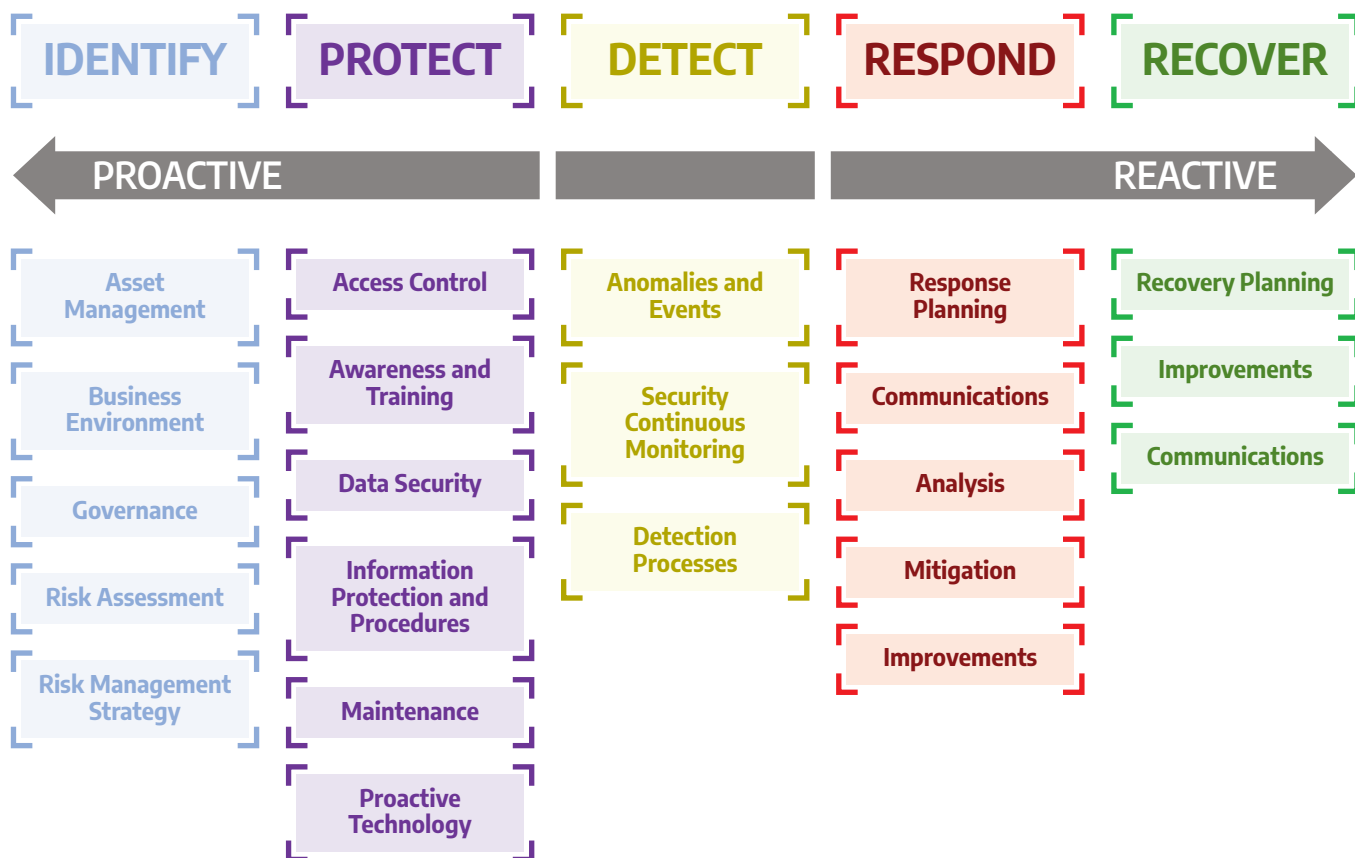 IDENTIFY
PROTECT
DETECT
RESPOND
RECOVER
PROACTIVE
REACTIVE
Asset
Management
Business
Environment
Governance
Risk Assessment
Risk Management
Strategy
Access Control
Awareness and
Training
Data Security
Information
Protection and
Procedures
Maintenance
Proactive
Technology
Anomalies and
Events
Security
Continuous
Monitoring
Detection
Processes
Response
Planning
Communications
Analysis
Mitigation
Improvements
Recovery Planning
Improvements
Communications